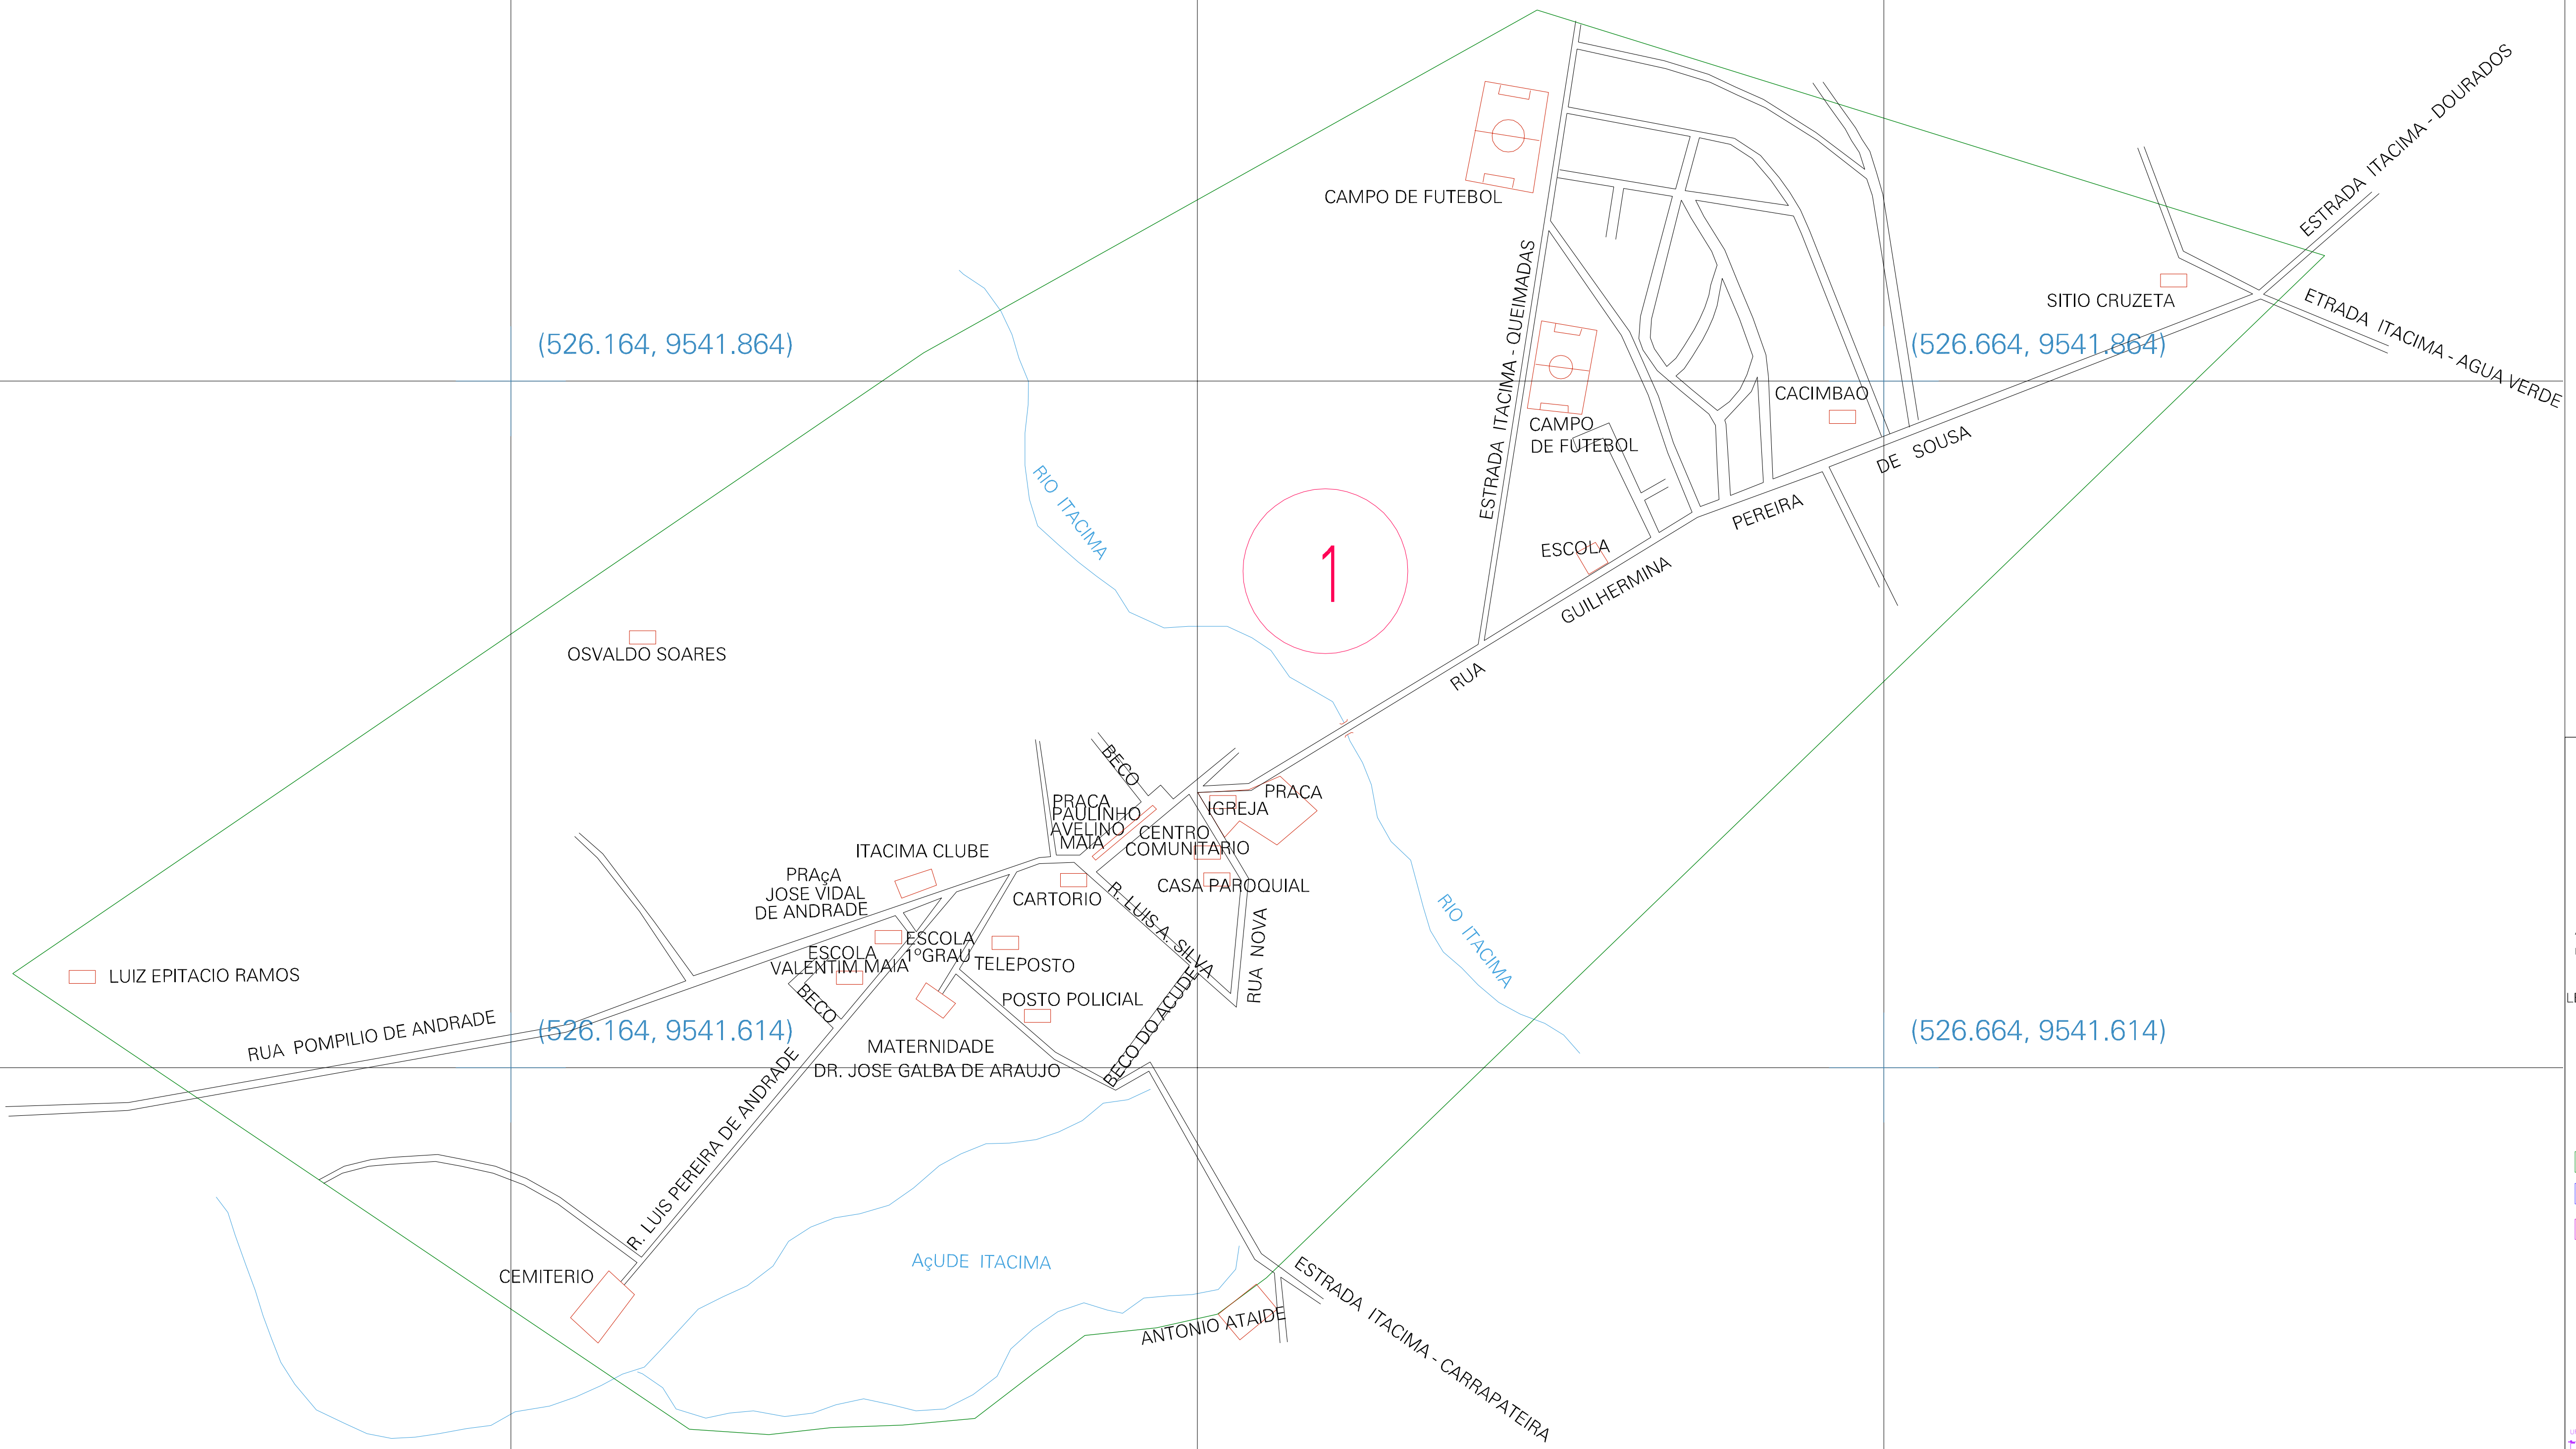 ESTRADA ITACIMA - DOURADOS
CAMPO DE FUTEBOL
SITIO CRUZETA
ETRADA ITACIMA - AGUA VERDE
(526.164, 9541.864)
(526.664, 9541.864)
ESTRADA ITACIMA - QUEIMADAS
CACIMBAO
CAMPO
DE FUTEBOL
RIO ITACIMA
1
ESCOLA
RUA GUILHERMINA PEREIRA DE SOUSA
OSVALDO SOARES
BECO
PRACA
PAULINHO
AVELINO
MAIA
IGREJA
PRACA
CENTRO
COMUNITARIO
ITACIMA CLUBE
PRAçA
JOSE VIDAL
DE ANDRADE
CARTORIO
CASA PAROQUIAL
R. LUIS A. SILVA
RUA NOVA
RIO ITACIMA
ESCOLA
1ºGRAU
ESCOLA
VALENTIM MAIA
TELEPOSTO
LUIZ EPITACIO RAMOS
BECO
POSTO POLICIAL
BECO DO ACUDE
RUA POMPILIO DE ANDRADE
(526.164, 9541.614)
(526.664, 9541.614)
MATERNIDADE
DR. JOSE GALBA DE ARAUJO
R. LUIS PEREIRA DE ANDRADE
AçUDE ITACIMA
CEMITERIO
ANTONIO ATAIDE
ESTRADA ITACIMA - CARRAPATEIRA